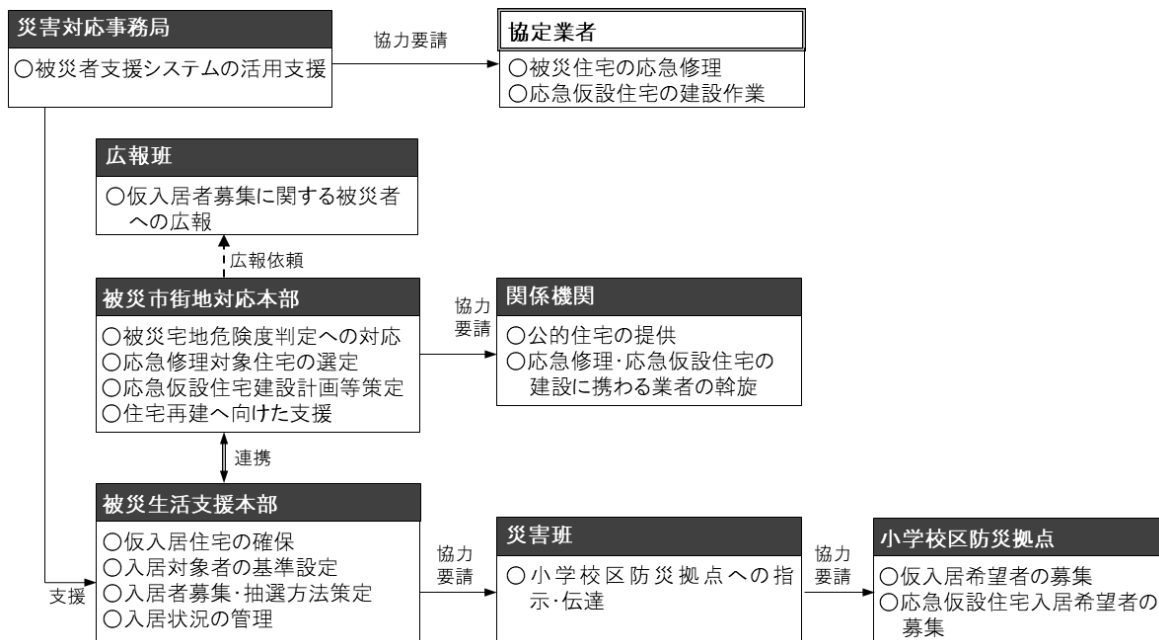 災害対応事務局
○被災者支援システムの活用支援
協力要請
協定業者
○被災住宅の応急修理
○応急仮設住宅の建設作業
広報班
○仮入居者募集に関する被災者
への広報
広報依頼
被災市街地対応本部
○被災宅地危険度判定への対応
○応急修理対象住宅の選定
○応急仮設住宅建設計画等策定
○住宅再建へ向けた支援
協力
要請
関係機関
○公的住宅の提供
○応急修理・応急仮設住宅の
建設に携わる業者の斡旋
連携
被災生活支援本部
○仮入居住宅の確保
○入居対象者の基準設定
○入居者募集・抽選方法策定
○入居状況の管理
支援
協力
要請
災害班
○小学校区防災拠点への指
示・伝達
協力
要請
小学校区防災拠点
○仮入居希望者の募集
○応急仮設住宅入居希望者の
募集